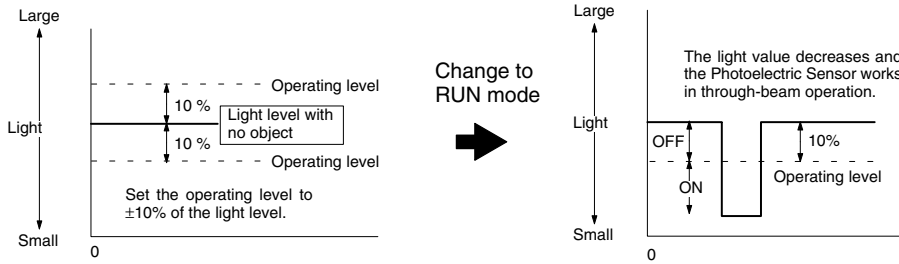 Large
Operating level
10 %
Light level with
no object
Light
10 %
Operating level
Set the operating level to
±10% of the light level.
Small
0
Change to
RUN mode
Large
The light value decreases and
the Photoelectric Sensor works
in through-beam operation.
Light
OFF
10%
Operating level
ON
Small
0